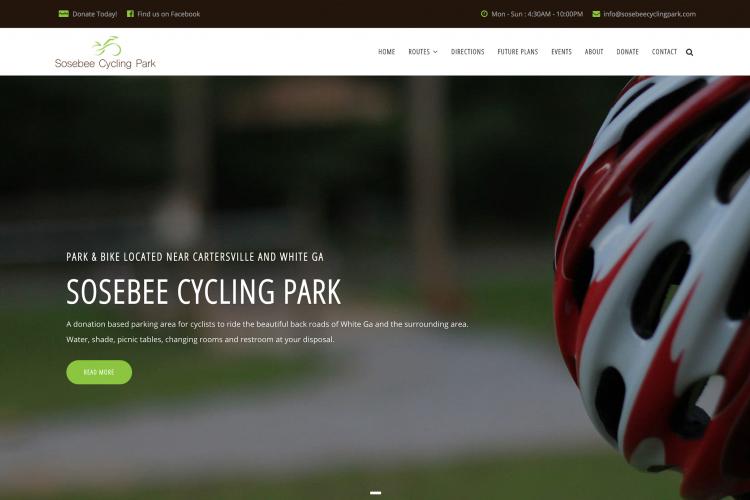 Donate Today!
Find us on Facebook
Mon - Sun : 4:30AM - 10:00PM
info@sosebeecyclingpark.com
Sosebee Cycling Park
HOME
ROUTES
DIRECTIONS
FUTURE PLANS
EVENTS
ABOUT
DONATE
CONTACT
PARK & BIKE LOCATED NEAR CARTERSVILLE AND WHITE GA
SOSEBEE CYCLING PARK
A donation based parking area for cyclists to ride the beautiful back roads of White Ga and the surrounding area.
Water, shade, picnic tables, changing rooms and restroom at your disposal.
READ MORE